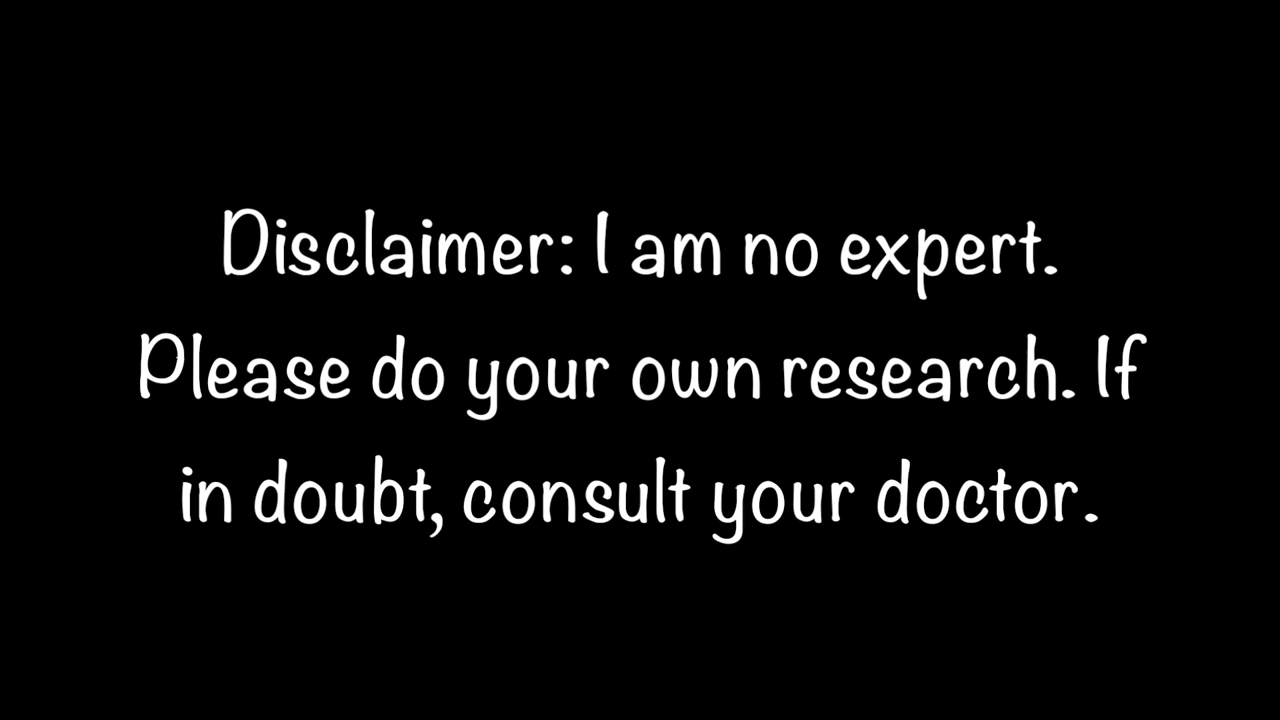 Disclaimer: I am no expert.
Please do your own research. If
in doubt, consult your doctor.